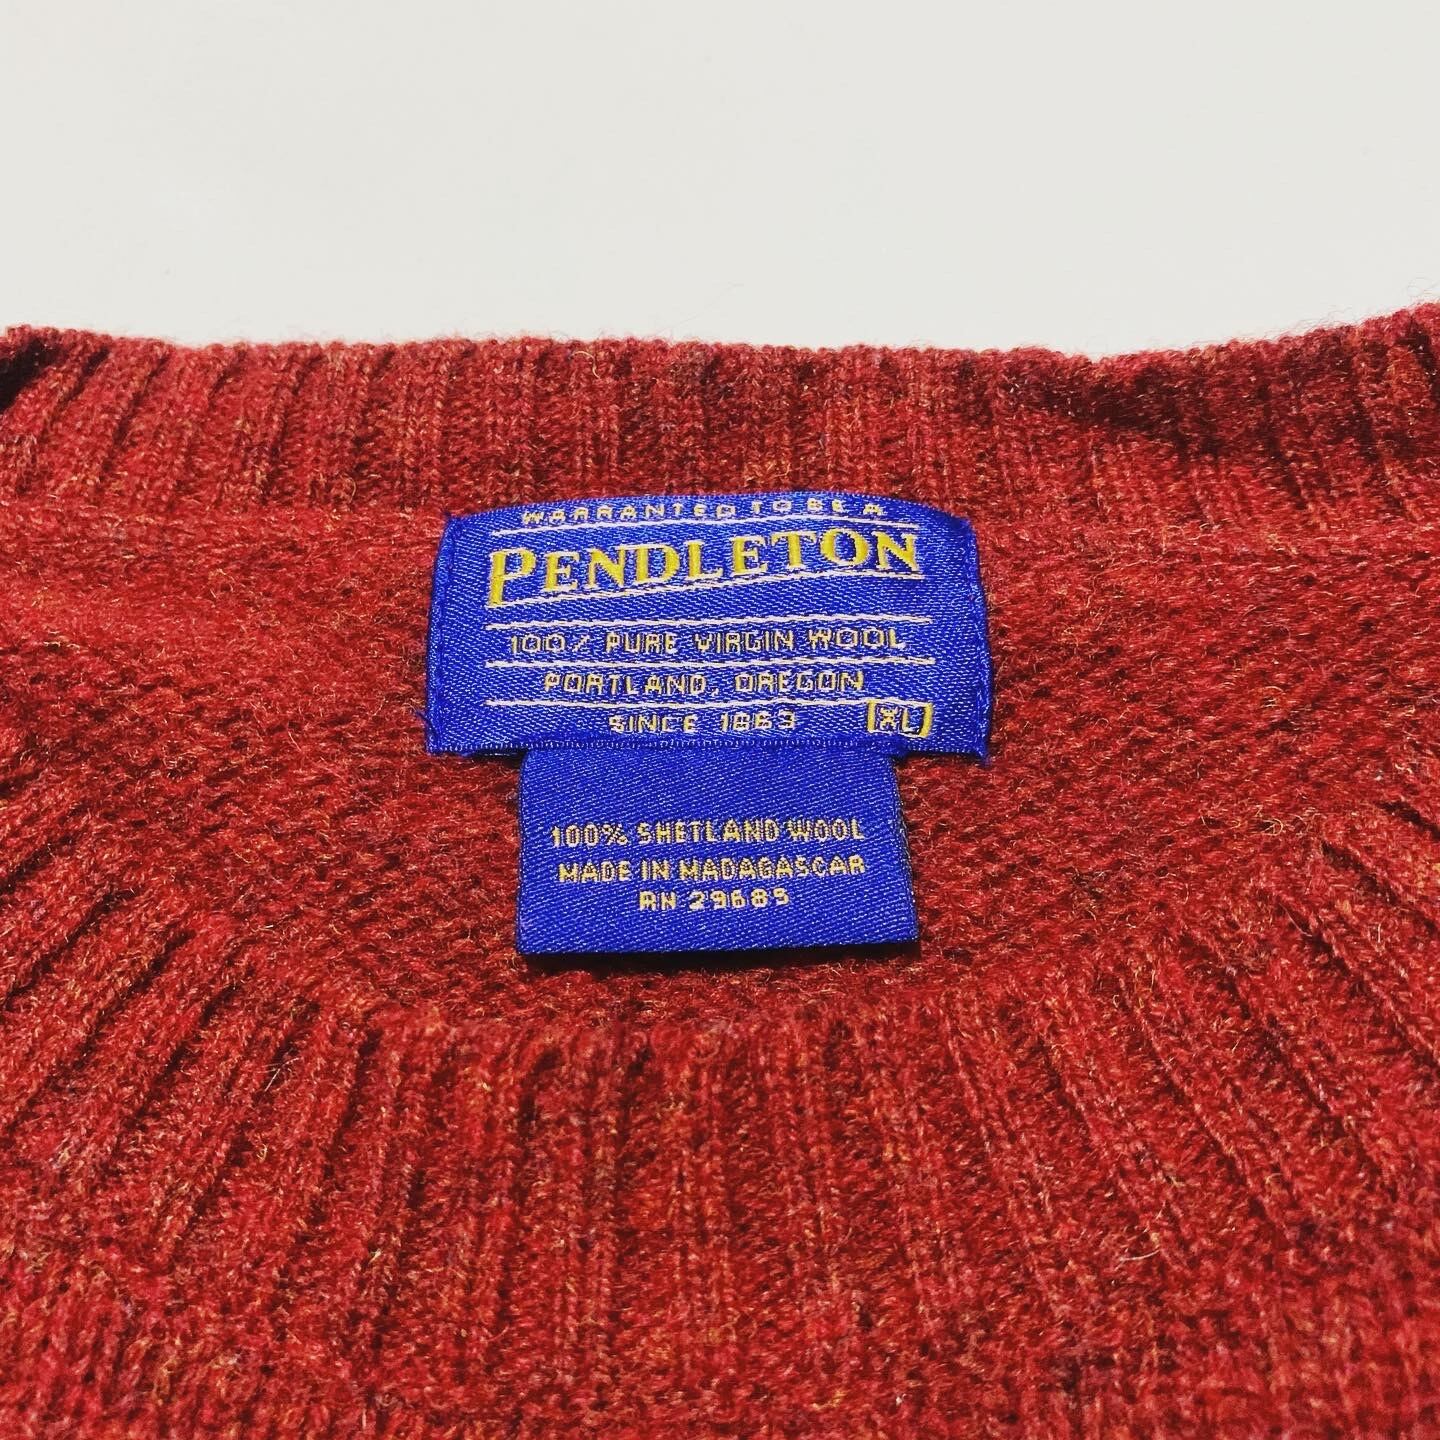 WARRANTED TO BE A
PENDLETON
100% PURE VIRGIN WOOL
PORTLAND, OREGON
SINCE 1863 XL
100% SHETLAND WOOL
MADE IN MADAGASCAR
RN 29685